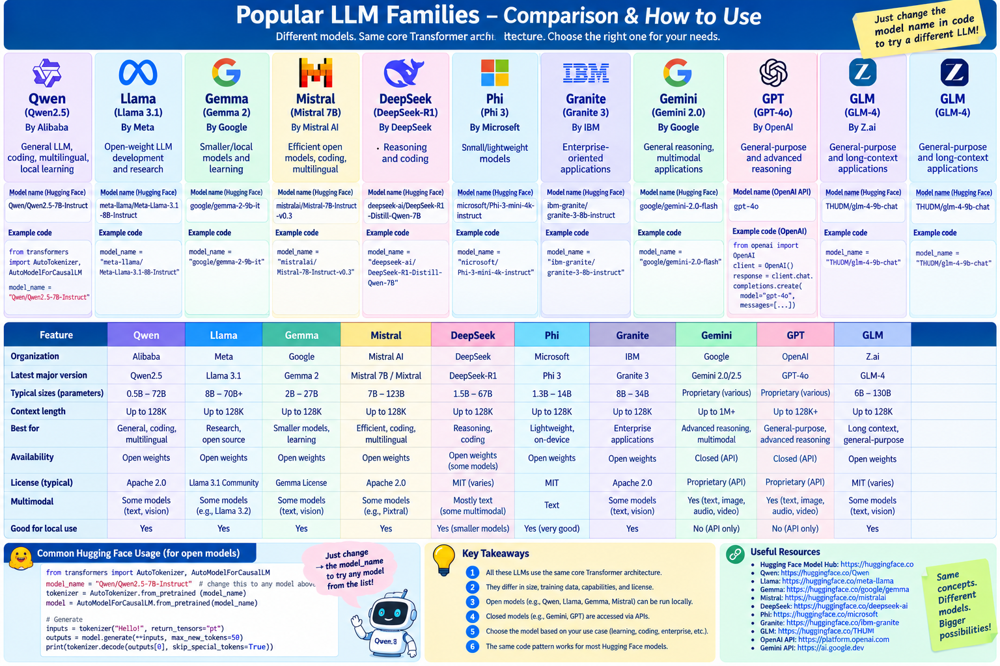 Popular LLM Families – Comparison & How to Use
Different models. Same core Transformer archi ttecture. Choose the right one for your needs.
Just change the
model name in code
to try a different LLM!
Qwen
(Qwen2.5)
By Alibaba
General LLM,
coding, multilingual,
local learning
Model name (Hugging Face)
Qwen/Qwen2.5-7B-Instruct
Example code
from transformers
import AutoTokenizer,
AutoModelForCausalLM
model_name =
"Qwen/Qwen2.5-7B-Instruct"
Llama
(Llama 3.1)
By Meta
Open-weight LLM
development
and research
Model name (Hugging Face)
meta-llama/Meta-Llama-3.1
-8B-Instruct
Example code
model_name =
"meta-llama/
Meta-Llama-3.1-8B-Instruct"
Gemma
(Gemma 2)
By Google
Smaller/local
models and
learning
Model name (Hugging Face)
google/gemma-2-9b-it
Example code
model_name =
"google/gemma-2-9b-it"
Mistral
(Mistral 7B)
By Mistral AI
Efficient open
models, coding,
multilingual
Model name (Hugging Face)
mistralai/Mistral-7B-Instruct
-v0.3
Example code
model_name =
"mistralai/
Mistral-7B-Instruct-v0.3"
DeepSeek
(DeepSeek-R1)
By DeepSeek
· Reasoning
and coding
Model name (Hugging Face)
deepseek-ai/DeepSeek-R1
-Distill-Qwen-7B
Example code
model_name =
"deepseek-ai/
DeepSeek-R1-Distill-
Qwen-7B"
Phi
(Phi 3)
By Microseft
Small/lightweight
models
Model name (Hugging Face)
microsoft/Phi-3-mini-4k-
instruct
Example code
model_name =
"nicrosoft/
Phi-3-mini-4k-instruct"
IBM
Granite
(Granite 3)
By IBM
Enterprise-
oriented
applications
Model name (Hugging Face)
ibm-granite/
granite-3-8b-instruct
Example code
model_name =
"ibm-granite/
granite-3-8b-instruct"
Gemini
(Gemini 2.0)
By Google
General reasoning,
multimodal
applications
Model name (Hugging Face)
google/gemini-2.0-flash
Example code
model_name =
"google/gemini-2.0-flash"
GPT
(GPT-4o)
By OpenAI
General-purpose
and advanced
reasoning
Model name (OpenAI API)
gpt-4o
Example code (OpenAI)
from openai import
OpenAI
client = OpenAI()
response = client.chat.
completions.create(
model="gpt-4o",
messages=[...])
Z
GLM
(GLM-4)
By Z.ai
General-purpose
and long-context
applications
Model name (Hugging Face)
THUDM/glm-4-9b-chat
Example code
model_name =
"THUDM/glm-4-9b-chat"
Z
GLM
(GLM-4)
General-purpose
and long-context
applications
Model name (Hugging Face)
THUDM/glm-4-9b-chat
Example code
model_name =
"THUDM/glm-4-9b-chat"
Feature Qwen Llama Gemma Mistral DeepSeek Phi Granite Gemini GPT GLM
Organization Alibaba Meta Google Mistral AI DeepSeek Microsoft IBM Google OpenAI Z.ai
Latest major version Qwen2.5 Llama 3.1 Gemma 2 Mistral 7B / Mixtral DeepSeek-R1 Phi 3 Granite 3 Gemini 2.0/2.5 GPT-4o GLM-4
Typical sizes (parameters) 0.5B – 72B 8B – 70B+ 2B – 27B 7B – 123B 1.5B – 67B 1.3B – 14B 8B – 34B Proprietary (various) Proprietary (various) 6B – 130B
Context length Up to 128K Up to 128K Up to 128K Up to 128K Up to 128K Up to 128K Up to 128K Up to 1M+ Up to 128K+ Up to 128K
Best for General, coding, Research, Smaller models, Efficient, coding, Reasoning, Lightweight, Enterprise Advanced reasoning, General-purpose, Long context,
multilingual open source learning multilingual coding on-device applications multimodal advanced reasoning general-purpose
Availability Open weights Open weights Open weights Open weights Open weights Open weights Open weights Closed (API) Closed (API) Open weights
(some models)
License (typical) Apache 2.0 Llama 3.1 Community Gemma License Apache 2.0 MIT (varies) MIT Apache 2.0 Proprietary (API) Proprietary (API) MIT (varies)
Multimodal Some models Some models Some models Some models Mostly text Text Some models Yes (text, image, Yes (text, image, Some models
(text, vision) (e.g., Llama 3.2) (text, vision) (e.g., Pixtral) (some multimodal) (text, vision) audio, video) audio, video) (text, vision)
Good for local use Yes Yes Yes Yes Yes (smaller models) Yes (very good) Yes No (API only) No (API only) Yes
Common Hugging Face Usage (for open models)
from transformers import AutoTokenizer, AutoModelForCausalLM
model_name = "Qwen/Qwen2.5-7B-Instruct" # change this to any model above
tokenizer = AutoTokenizer.from_pretrained (model_name)
model = AutoModelForCausalLM.from_pretrained (model_name)
# Generate
inputs = tokenizer("Hello!", return_tensors="pt")
outputs = model.generate(**inputs, max_new_tokens=50)
print(tokenizer.decode(outputs[0], skip_special_tokens=True))
Just change
→ the model_name
to try any model
from the list!
Qwen.8
Key Takeaways
1 All these LLMs use the same core Transformer architecture.
2 They differ in size, training data, capabilities, and license.
3 Open models (e.g., Qwen, Llama, Gemma, Mistral) can be run locally.
4 Closed models (e.g., Gemini, GPT) are accessed via APIs.
5 Choose the model based on your use case (learning, coding, enterprise, etc.).
6 The same code pattern works for most Hugging Face models.
Useful Resources
• Hugging Face Model Hub: https://huggingface.co
• Qwen: https://huggingface.co/Qwen
• Llama: https://huggingface.co/meta-llama
• Gemma: https://huggingface.co/google/gemma
• Mistral: https://huggingface.co/mistralai
• DeepSeek: https://huggingface.co/deepseek-ai
• Phi: https://huggingface.co/microsoft
• Granite: https://huggingface.co/ibm-granite
• GLM: https://huggingface.co/THUM
• OpenAI API: https://platform.openai.com
• Gemini API: https://ai.google.dev
Same
concepts.
Different
models.
Bigger
possibilities!